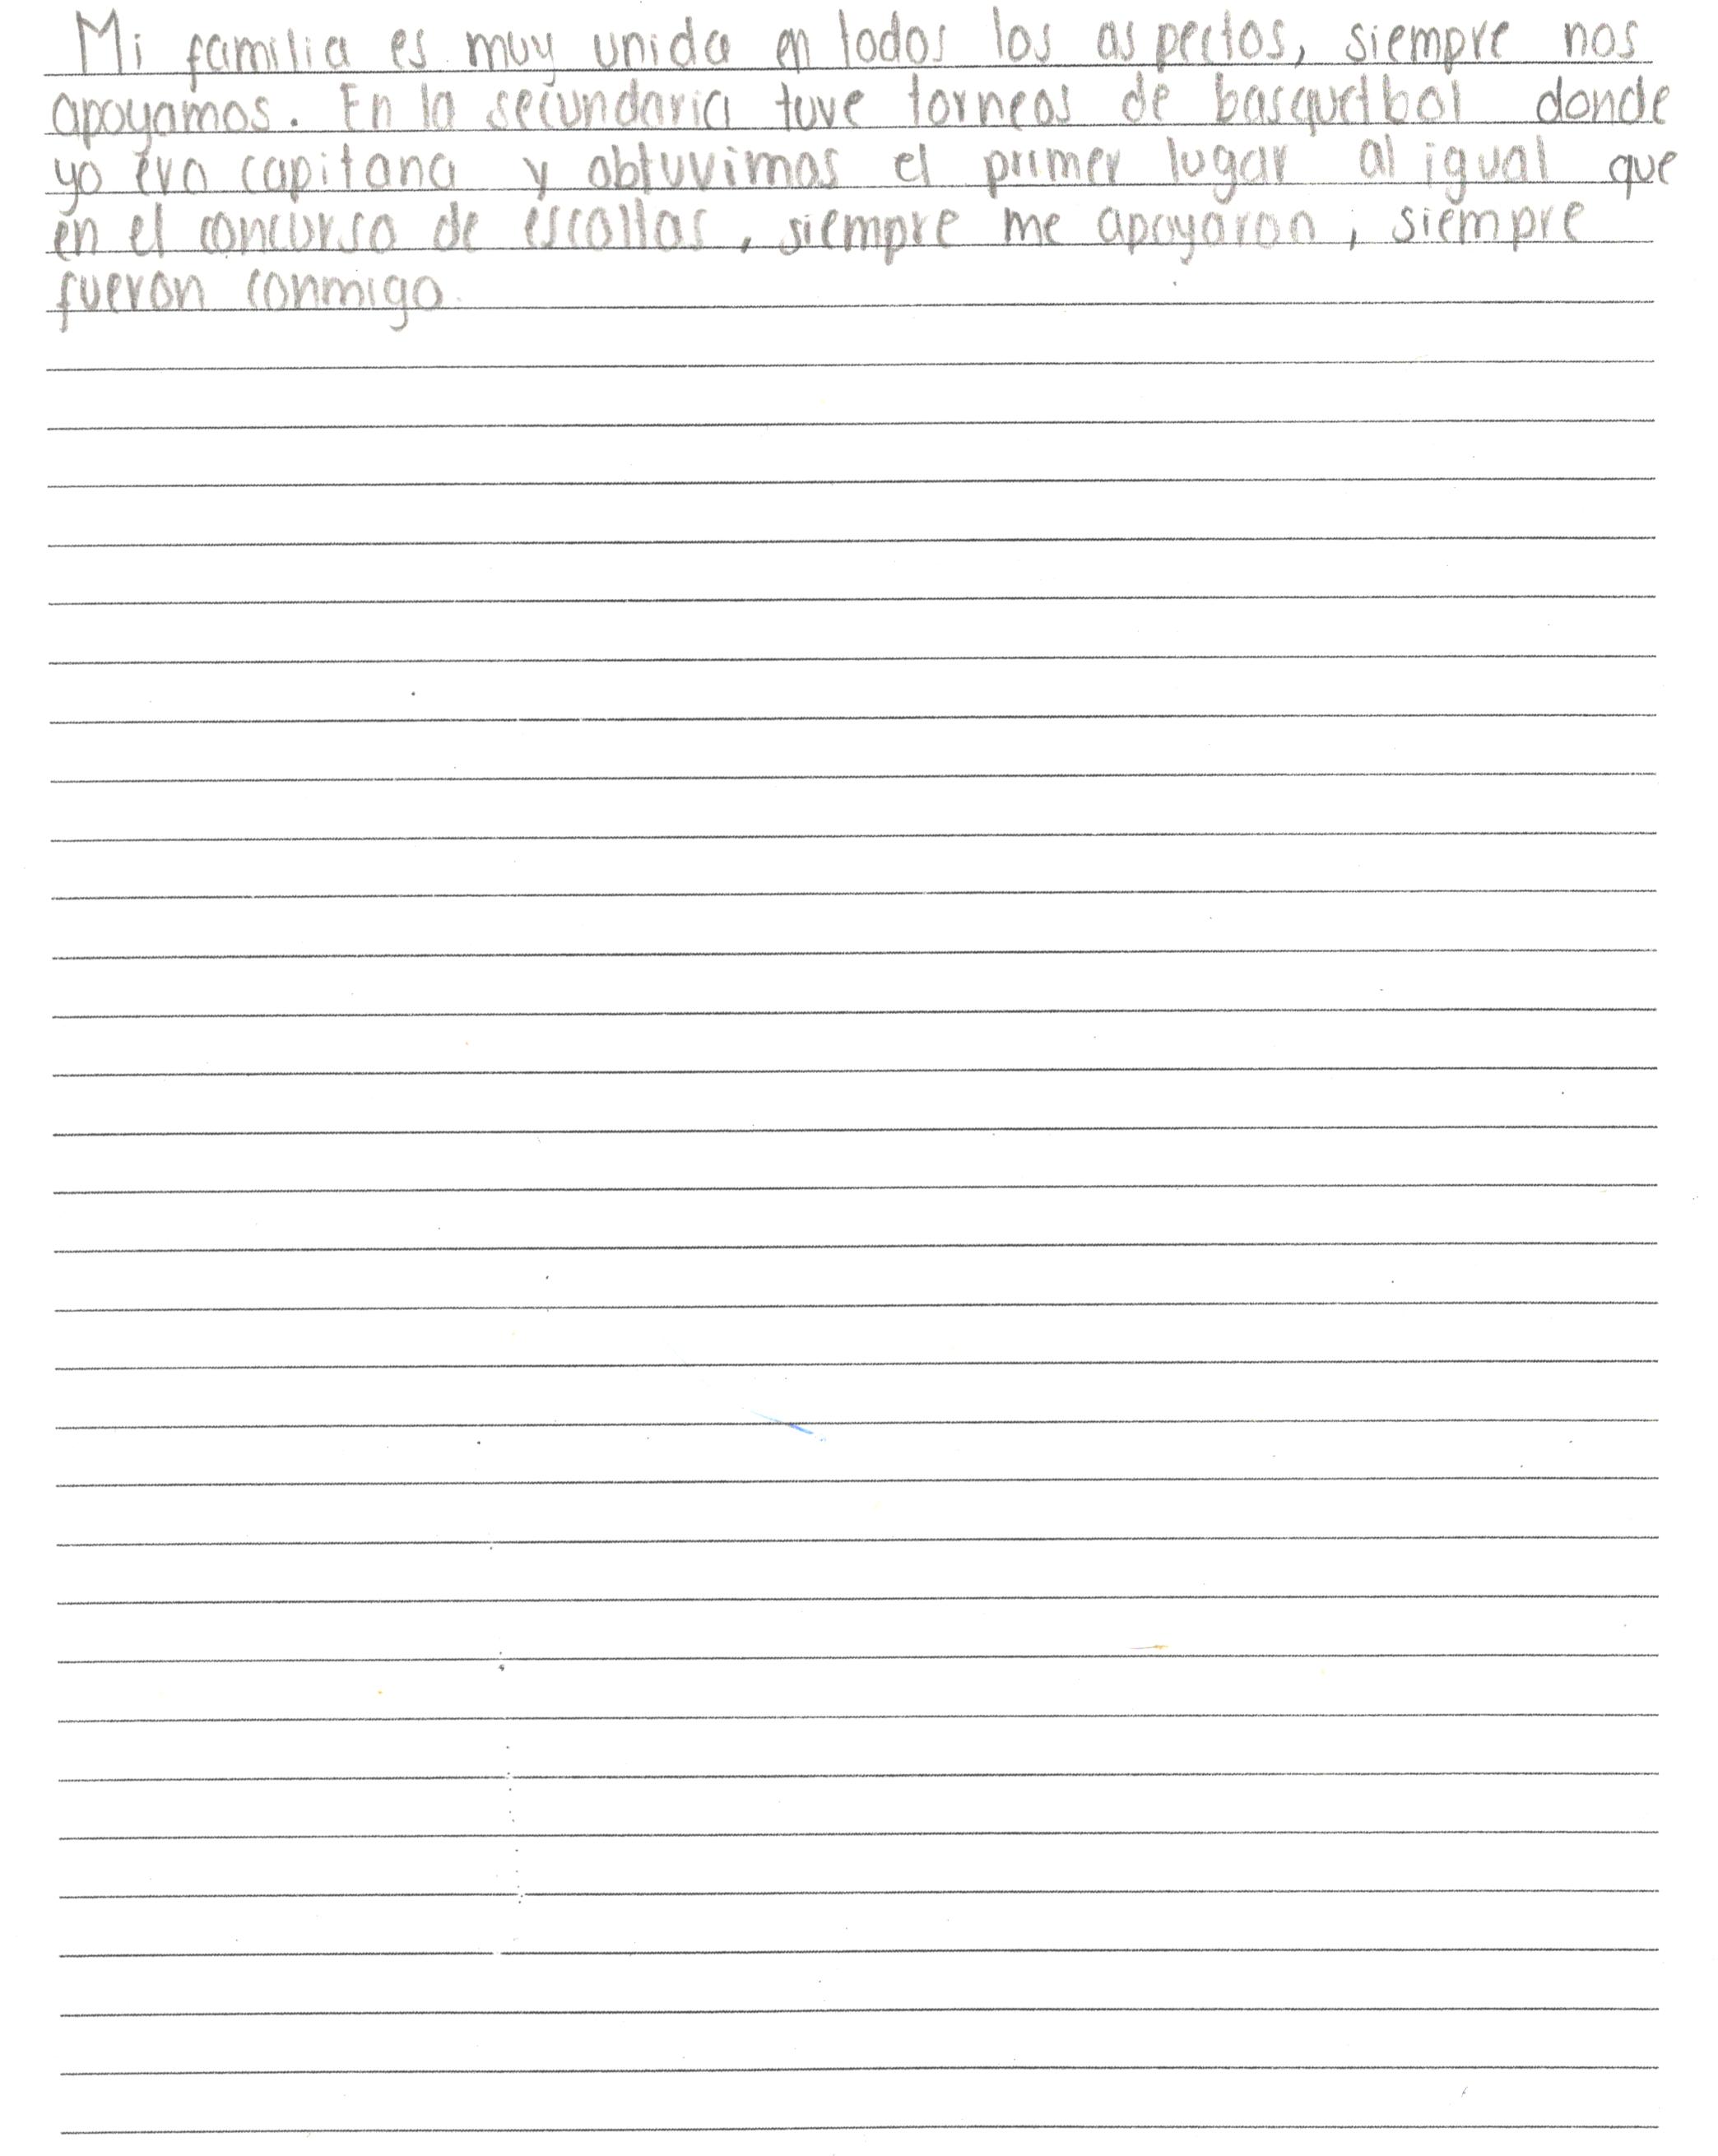 Mi familia es muy unida en todos los aspectos, siempre nos
apoyamos. En la secundaria tuve torneos de basquetbol donde
yo era capitana y obtuvimos el primer lugar al igual que
en el concurso de escoltas, siempre me apoyaron, siempre
fueron conmigo.